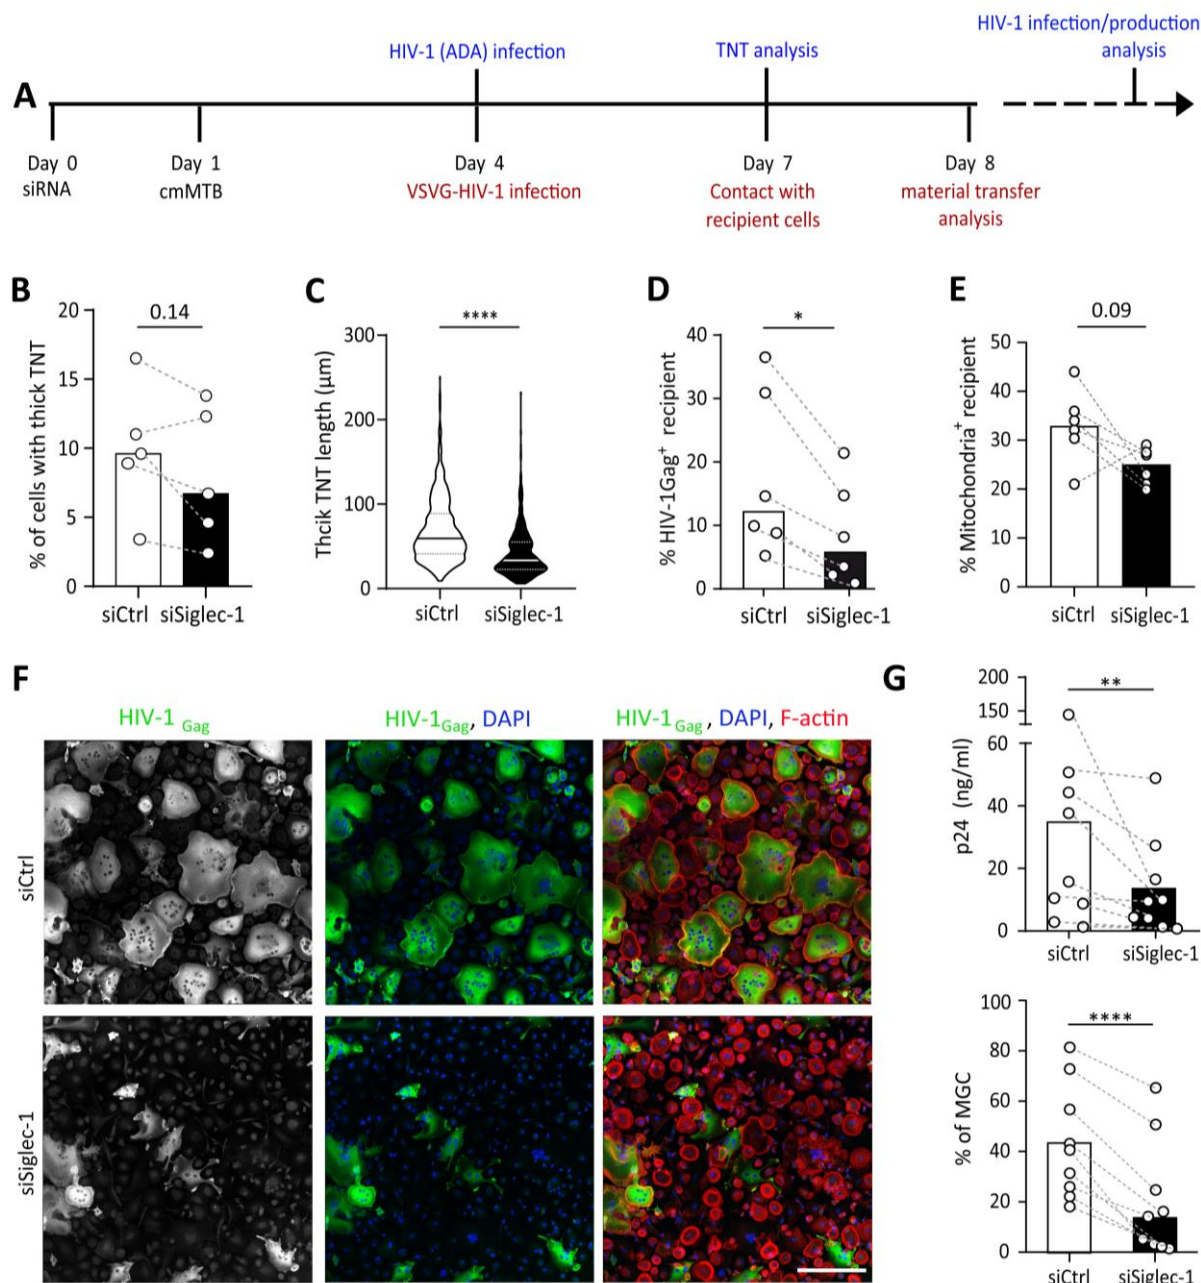 HIV-1 infection/production
analysis
HIV-1 (ADA) infection
TNT analysis
A
Day 0
siRNA
Day 1
cmMTB
Day 4
VSVG-HIV-1 infection
Day 7
Contact with
recipient cells
Day 8
material transfer
analysis
B
% of cells with thick TNT
20
15
10
5
0
0.14
siCtrl
siSiglec-1
C
Thcik TNT length (µm)
300
200
100
0
****
siCtrl
siSiglec-1
D
% HIV-1Gag+ recipient
40
30
20
10
0
*
siCtrl
siSiglec-1
E
% Mitochondria+ recipient
50
40
30
20
10
0
0.09
siCtrl
siSiglec-1
F
HIV-1 Gag
HIV-1Gag, DAPI
HIV-1 Gag, DAPI, F-actin
siCtrl
siSiglec-1
G
p24 (ng/ml)
200
150
60
40
20
0
**
siCtrl
siSiglec-1
% of MGC
100
80
60
40
20
0
****
siCtrl
siSiglec-1